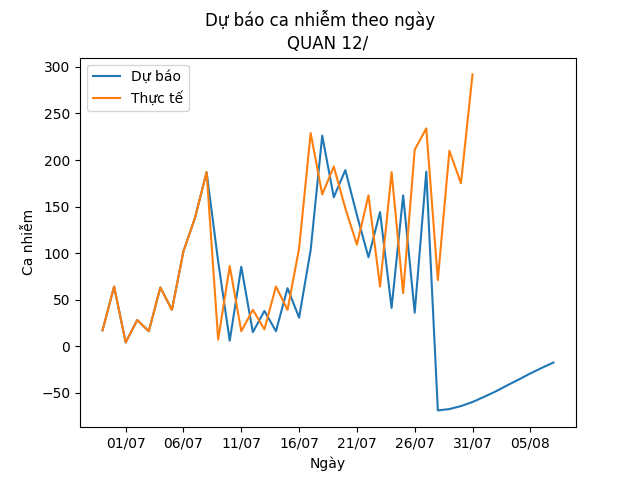 Dự báo ca nhiễm theo ngày
QUAN 12/
Dự báo
Thực tế
Ca nhiễm
300
250
200
150
100
50
0
−50
01/07 06/07 11/07 16/07 21/07 26/07 31/07 05/08
Ngày